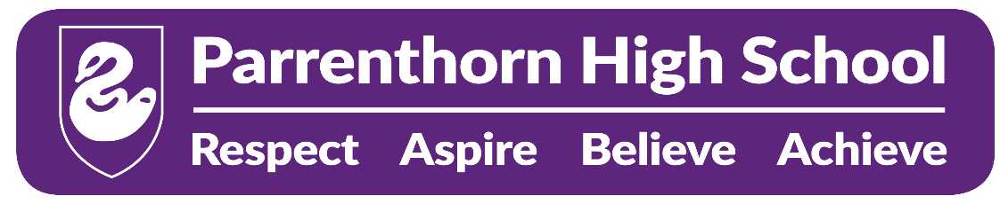 Parrenthorn High School
Respect Aspire Believe Achieve